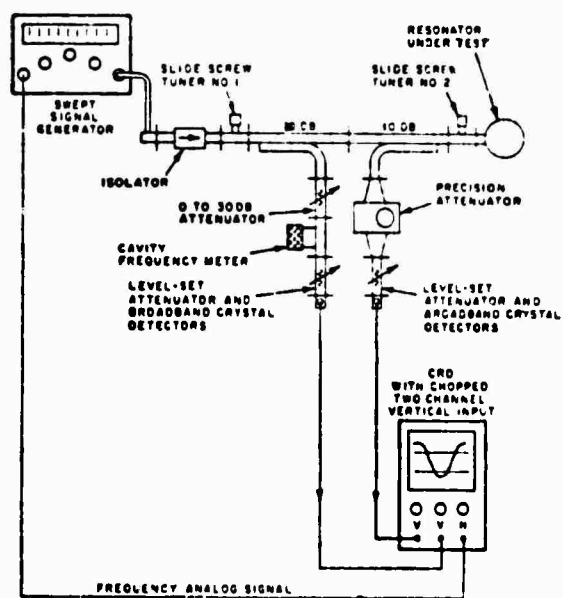 RESONATOR
UNDER TEST
SLIDE SCREW
TUNER NO 1
SLIDE SCREW
TUNER NO 2
SWEPT
SIGNAL
GENERATOR
DB
10 DB
ISOLATOR
0 TO 30DB
ATTENUATOR
PRECISION
ATTENUATOR
CAVITY
FREQUENCY METER
LEVEL-SET
ATTENUATOR AND
BROADBAND CRYSTAL
DETECTORS
LEVEL-SET
ATTENUATOR AND
BROADBAND CRYSTAL
DETECTORS
CRO
WITH CHOPPED
TWO CHANNEL
VERTICAL INPUT
V V H
FREQUENCY ANALOG SIGNAL